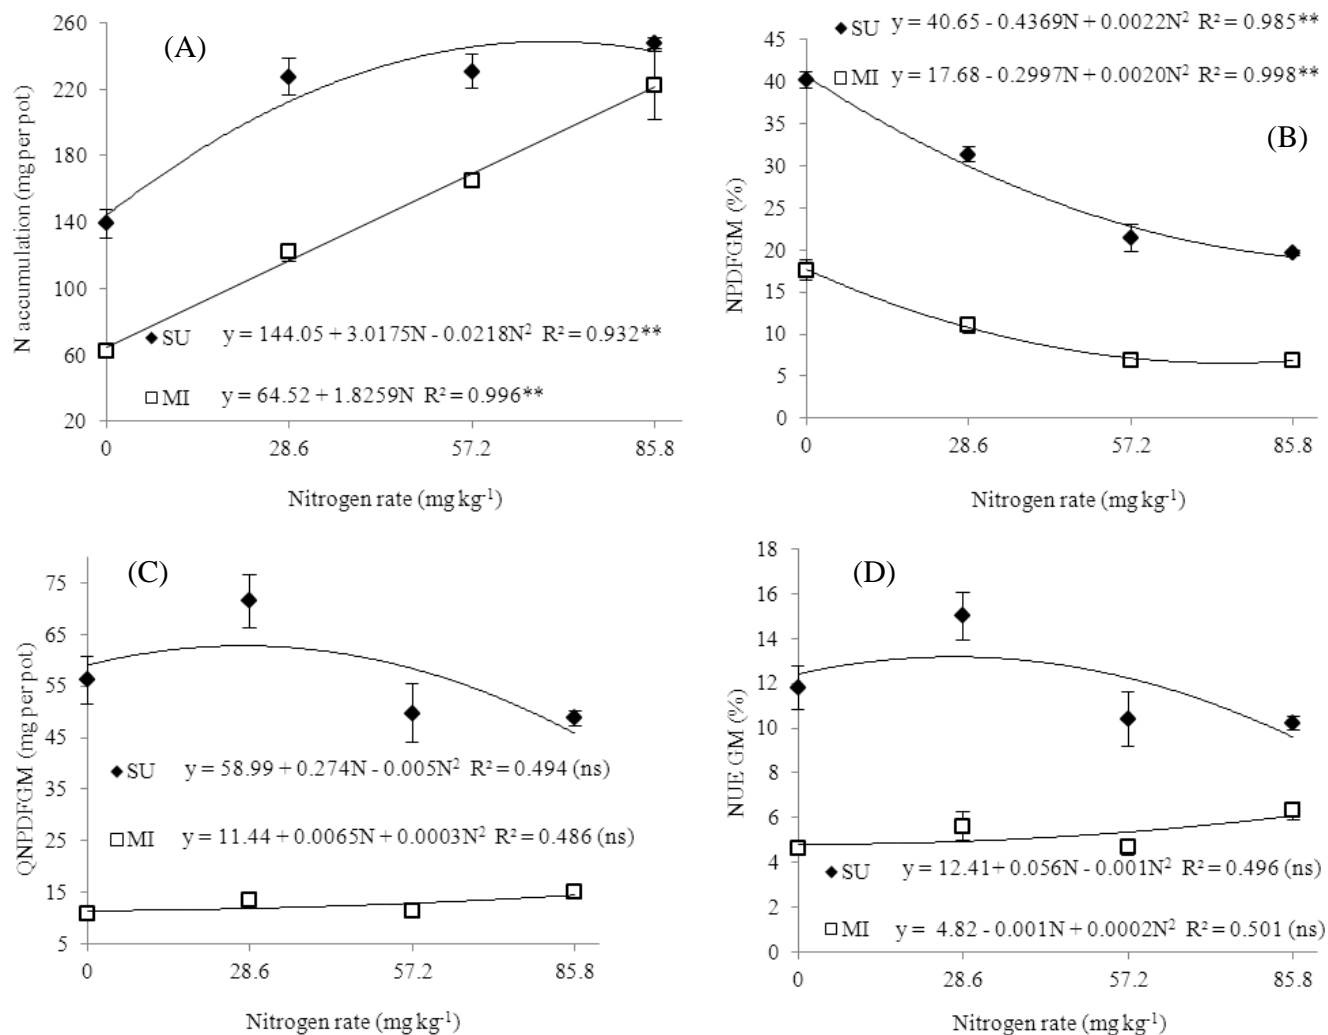 (A)
N accumulation (mg per pot)
260
220
180
140
100
60
20
SU y = 144.05 + 3.0175N - 0.0218N² R² = 0.932**
MI y = 64.52 + 1.8259N R² = 0.996**
0 28.6 57.2 85.8
Nitrogen rate (mg kg⁻¹)
(B)
SU y = 40.65 - 0.4369N + 0.0022N² R² = 0.985**
MI y = 17.68 - 0.2997N + 0.0020N² R² = 0.998**
NPDFGM (%)
45
40
35
30
25
20
15
10
5
0
0 28.6 57.2 85.8
Nitrogen rate (mg kg⁻¹)
(C)
QNPDFGM (mg per pot)
75
65
55
45
35
25
15
5
SU y = 58.99 + 0.274N - 0.005N² R² = 0.494 (ns)
MI y = 11.44 + 0.0065N + 0.0003N² R² = 0.486 (ns)
0 28.6 57.2 85.8
Nitrogen rate (mg kg⁻¹)
(D)
NUE GM (%)
18
16
14
12
10
8
6
4
2
0
SU y = 12.41+ 0.056N - 0.001N² R² = 0.496 (ns)
MI y = 4.82 - 0.001N + 0.0002N² R² = 0.501 (ns)
0 28.6 57.2 85.8
Nitrogen rate (mg kg⁻¹)